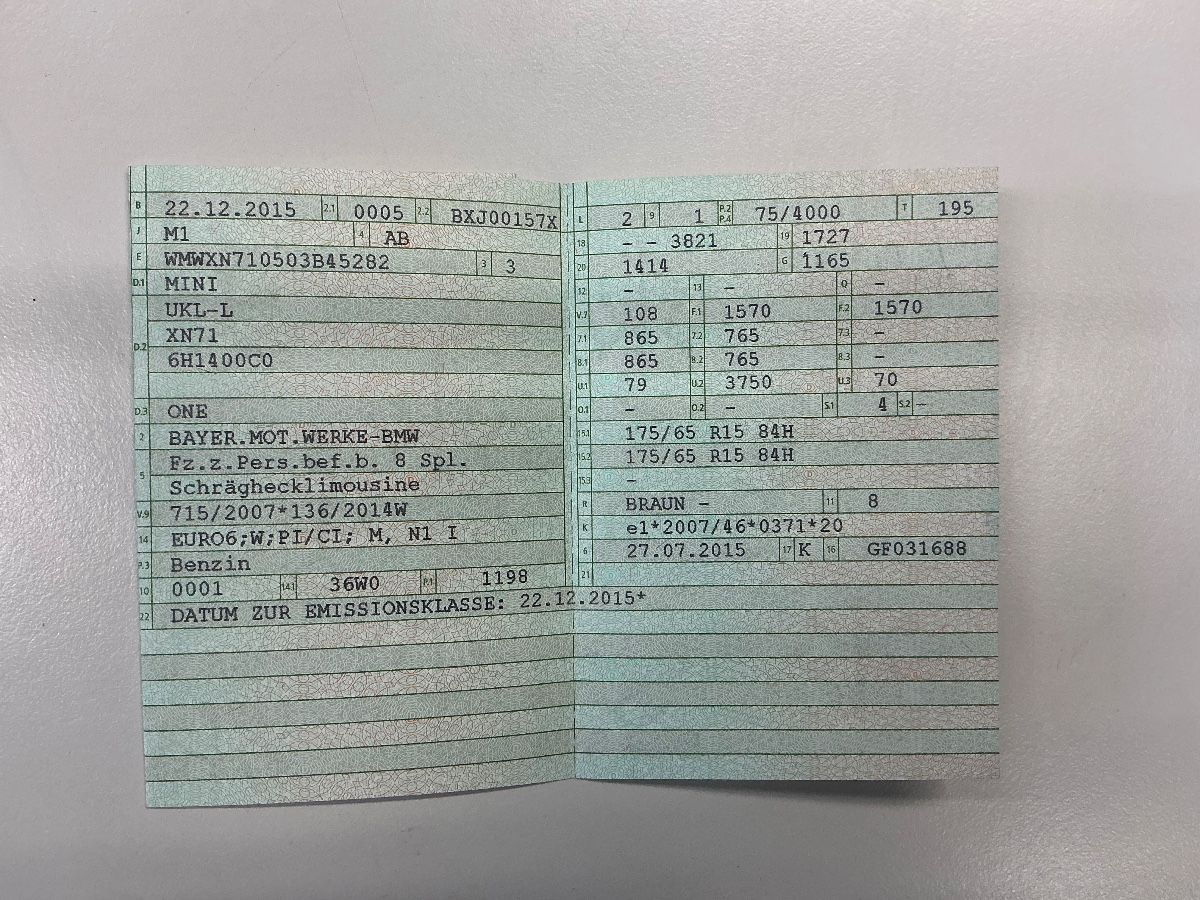 B 22.12.2015 2.1 0005 2.2 BXJ00157X
J M1 4 AB
E WMWXN710503B45282 3 3
D.1 MINI
UKL-L
D.2 XN71
6H1400C0
D.3 ONE
2 BAYER.MOT.WERKE-BMW
5 Fz.z.Pers.bef.b. 8 Spl.
Schräghecklimousine
V.9 715/2007*136/2014W
14 EURO6;W;PI/CI; M, N1 I
P.3 Benzin
10 0001 14.1 36W0 P.1 1198
22 DATUM ZUR EMISSIONSKLASSE: 22.12.2015*
L 2 9 1 P.2 P.4 75/4000 T 195
18 - - 3821 19 1727
20 1414 G 1165
12 - 13 - Q -
V.7 108 F.1 1570 F.2 1570
7.1 865 7.2 765 7.3 -
8.1 865 8.2 765 8.3 -
U.1 79 U.2 3750 U.3 70
O.1 - O.2 - S.1 4 S.2 -
15.1 175/65 R15 84H
15.2 175/65 R15 84H
15.3 -
R BRAUN - 11 8
K e1*2007/46*0371*20
6 27.07.2015 17 K 16 GF031688
21